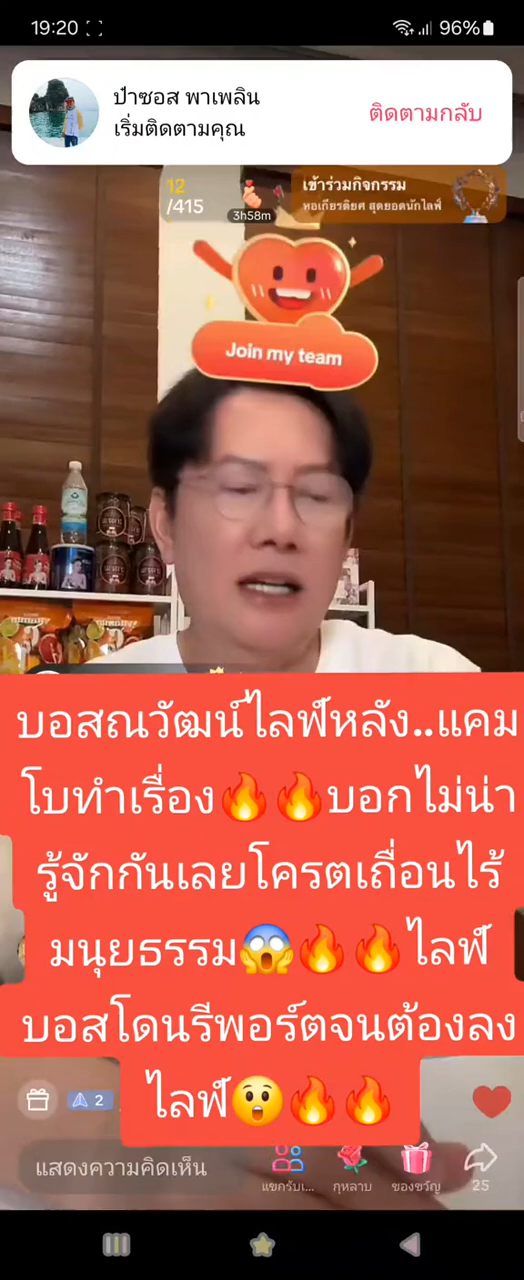 19:20
96%
ป๋าซอส พาเพลิน
เริ่มติดตามคุณ
ติดตามกลับ
12
/415
3h58m
เข้าร่วมกิจกรรม
หอเกียรติยศ สุดยอดนักไลฟ์
Join my team
บอสณวัฒน์ไลฟ์หลัง..แคม
โบทำเรื่อง🔥🔥บอกไม่น่า
รู้จักกันเลยโครตเถื่อนไร้
มนุยธรรม😱🔥🔥ไลฟ์
บอสโดนรีพอร์ตจนต้องลง
ไลฟ์😲🔥🔥
2
แสดงความคิดเห็น
แขกรับเ...
กุหลาบ
ของขวัญ
25